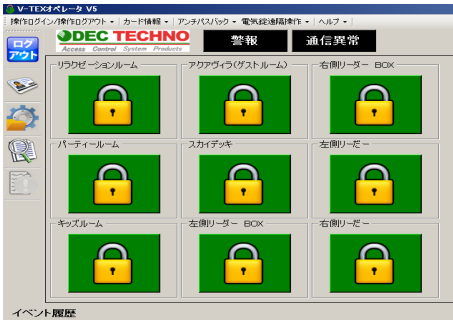 V-TEXオペレータ V5
操作ログイン/操作ログアウト カード情報 アンチパスバック 電気錠遠隔操作 ヘルプ
ログアウト
DEC TECHNO
Access Control System Products
警報
通信異常
リラクゼーションルーム
アクアヴィラ(ゲストルーム)
右側リーダー BOX
パーティールーム
スカイデッキ
左側リーだー
キッズルーム
左側リーダー BOX
右側リーだー
イベント履歴